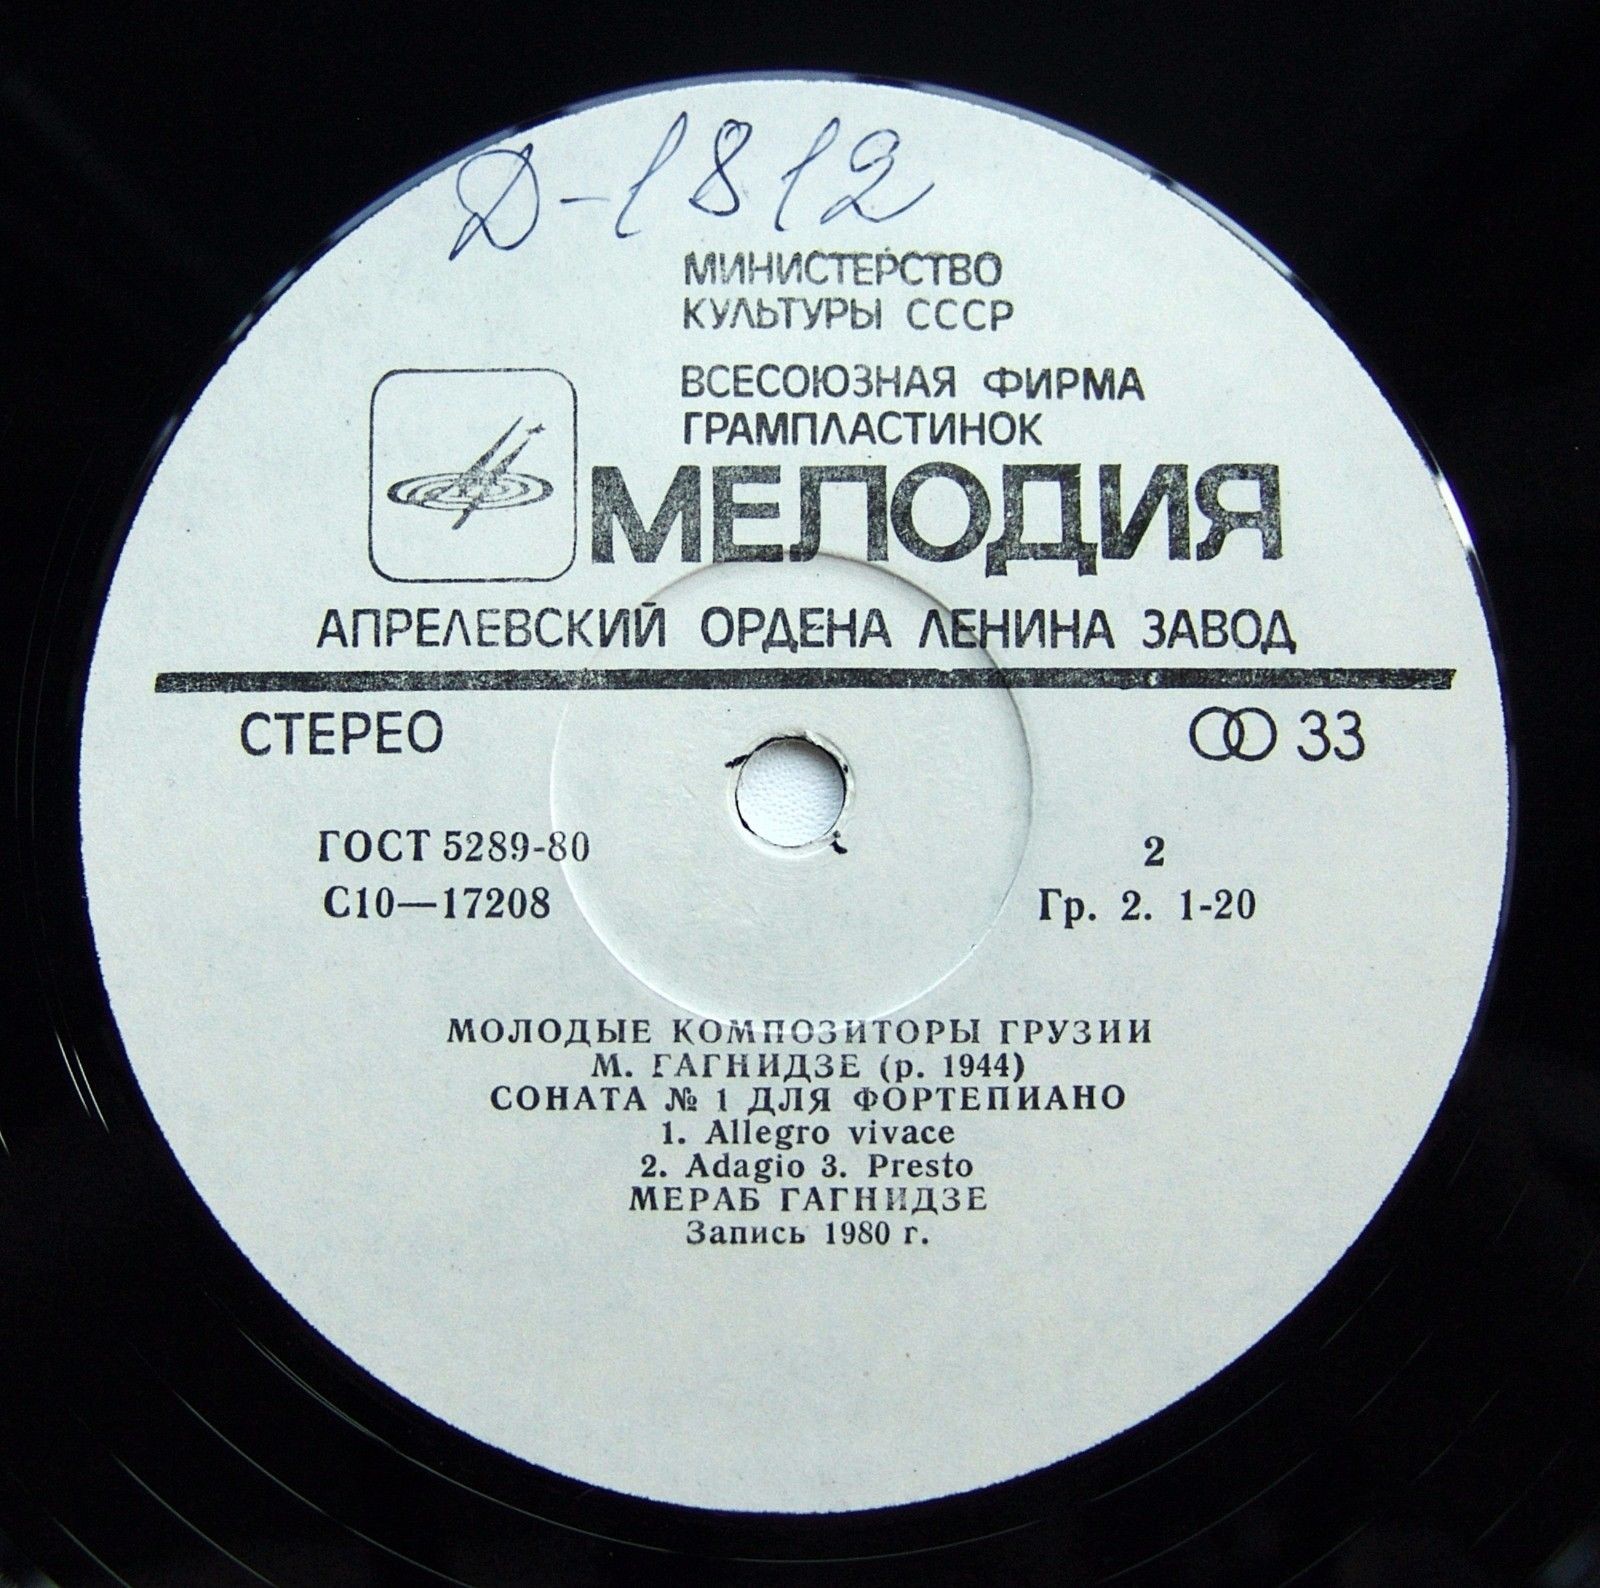 Д-1812
МИНИСТЕРСТВО
КУЛЬТУРЫ СССР
ВСЕСОЮЗНАЯ ФИРМА
ГРАМПЛАСТИНОК
МЕЛОДИЯ
АПРЕЛЕВСКИЙ ОРДЕНА ЛЕНИНА ЗАВОД
СТЕРЕО 33
ГОСТ 5289-80 2
С10—17208 Гр. 2. 1-20
МОЛОДЫЕ КОМПОЗИТОРЫ ГРУЗИИ
М. ГАГНИДЗЕ (р. 1944)
СОНАТА № 1 ДЛЯ ФОРТЕПИАНО
1. Allegro vivace
2. Adagio 3. Presto
МЕРАБ ГАГНИДЗЕ
Запись 1980 г.